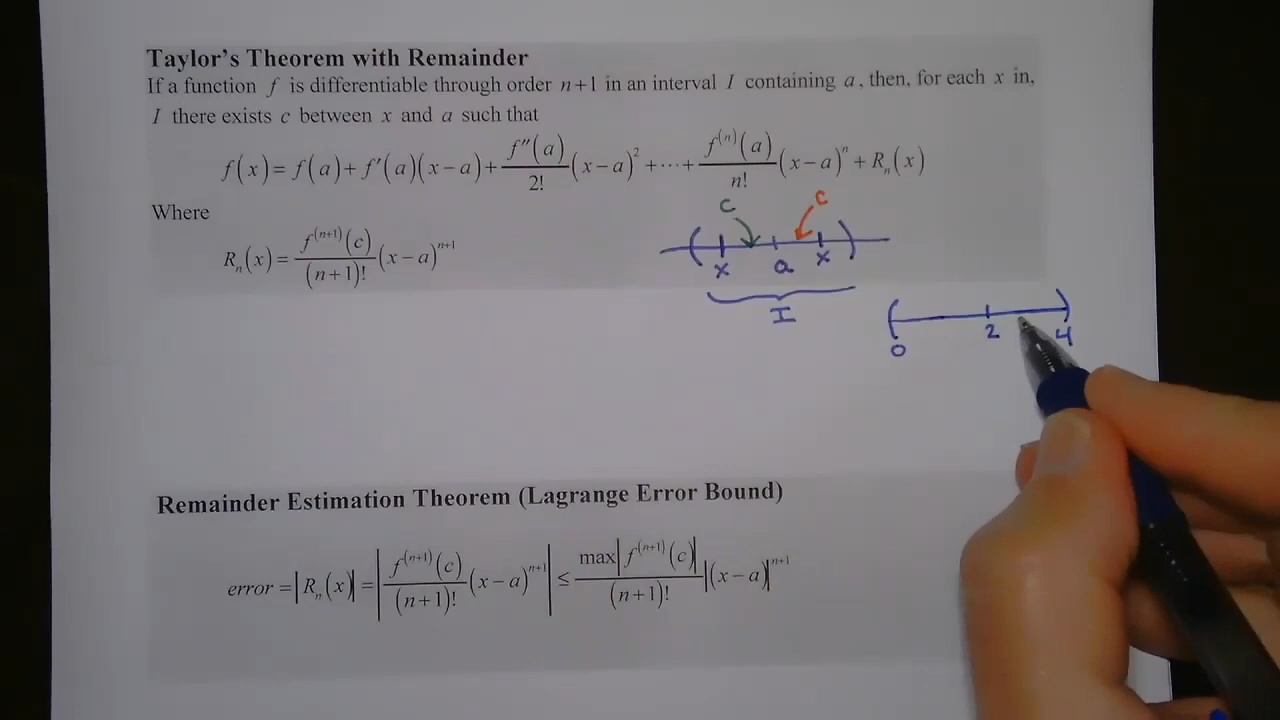 Taylor's Theorem with Remainder
If a function f is differentiable through order n+1 in an interval I containing a, then, for each x in,
I there exists c between x and a such that
f(x) = f(a) + f'(a)(x−a) + f''(a)/2! (x−a)² + ⋯ + f^(n)(a)/n! (x−a)^n + R_n(x)
Where
C C
R_n(x) = f^(n+1)(c)/(n+1)! (x−a)^(n+1)
x a x
I
0 2 4
Remainder Estimation Theorem (Lagrange Error Bound)
error = |R_n(x)| = |f^(n+1)(c)/(n+1)! (x−a)^(n+1)| ≤ max|f^(n+1)(c)|/(n+1)! |(x−a)|^(n+1)